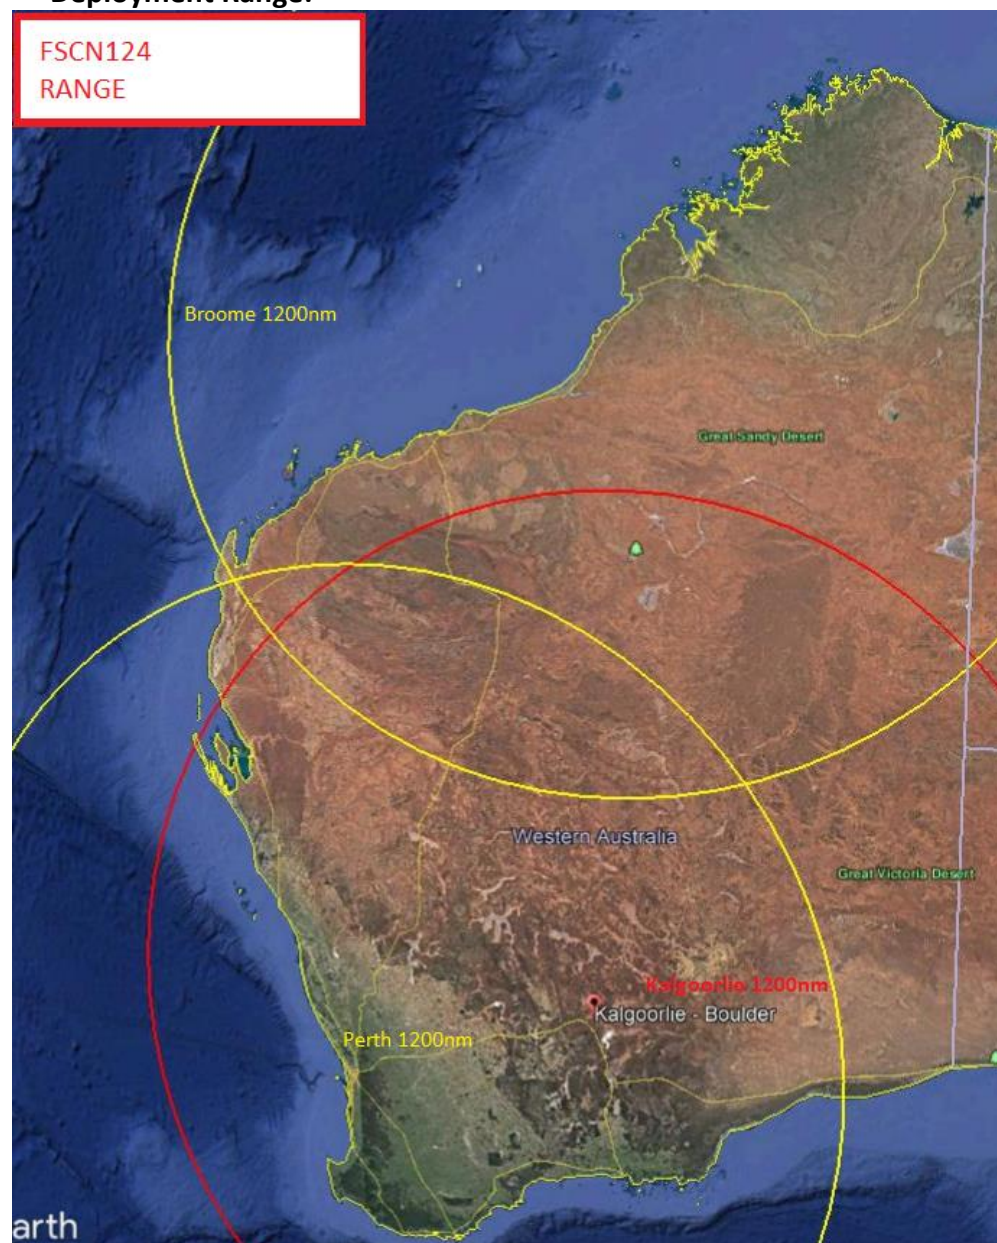 Deployment Range:
FSCN124
RANGE
Broome 1200nm
Great Sandy Desert
Western Australia
Great Victoria Desert
Kalgoorlie 1200nm
Kalgoorlie - Boulder
Perth 1200nm
arth